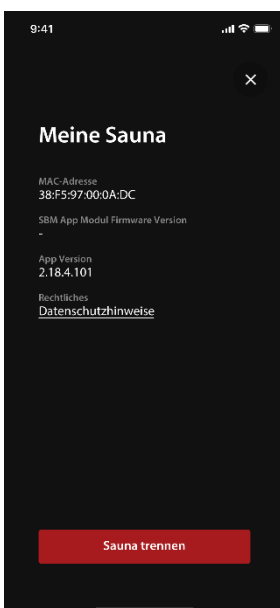 9:41
Meine Sauna
MAC-Adresse
38:F5:97:00:0A:DC
SBM App Modul Firmware Version
-
App Version
2.18.4.101
Rechtliches
Datenschutzhinweise
Sauna trennen